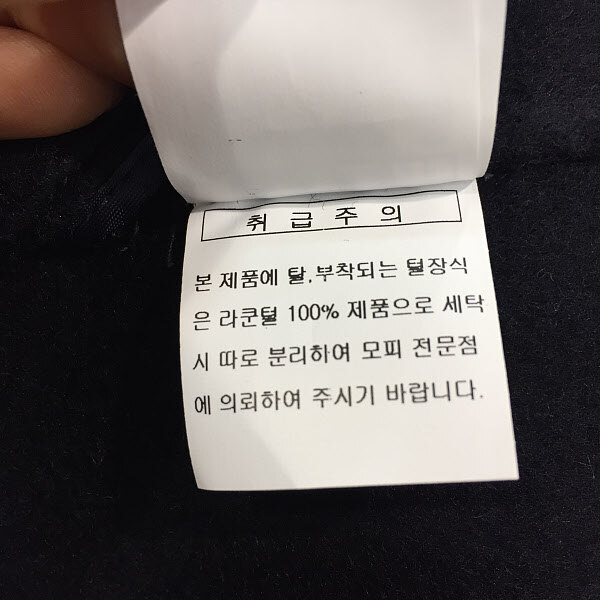 취급주의
본 제품에 탈,부착되는 털장식
은 라쿤털 100% 제품으로 세탁
시 따로 분리하여 모피 전문점
에 의뢰하여 주시기 바랍니다.